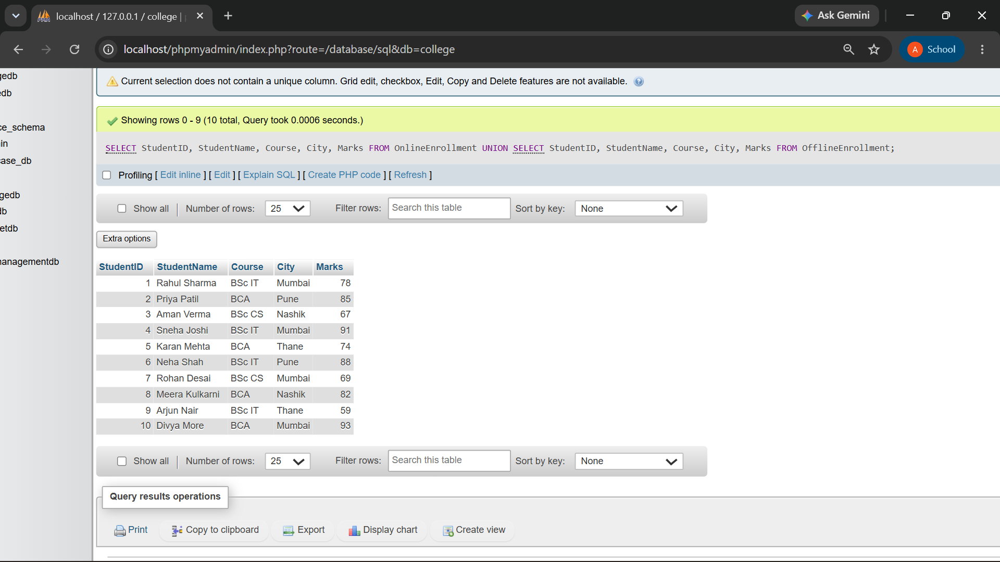 localhost / 127.0.0.1 / college |
Ask Gemini
localhost/phpmyadmin/index.php?route=/database/sql&db=college
A School
gedb
db
ce_schema
in
ase_db
gedb
lb
etdb
nanagementdb
Current selection does not contain a unique column. Grid edit, checkbox, Edit, Copy and Delete features are not available.
Showing rows 0 - 9 (10 total, Query took 0.0006 seconds.)
SELECT StudentID, StudentName, Course, City, Marks FROM OnlineEnrollment UNION SELECT StudentID, StudentName, Course, City, Marks FROM OfflineEnrollment;
Profiling [ Edit inline ] [ Edit ] [ Explain SQL ] [ Create PHP code ] [ Refresh ]
Show all | Number of rows: 25 Filter rows: Search this table Sort by key: None
Extra options
StudentID StudentName Course City Marks
1 Rahul Sharma BSc IT Mumbai 78
2 Priya Patil BCA Pune 85
3 Aman Verma BSc CS Nashik 67
4 Sneha Joshi BSc IT Mumbai 91
5 Karan Mehta BCA Thane 74
6 Neha Shah BSc IT Pune 88
7 Rohan Desai BSc CS Mumbai 69
8 Meera Kulkarni BCA Nashik 82
9 Arjun Nair BSc IT Thane 59
10 Divya More BCA Mumbai 93
Show all | Number of rows: 25 Filter rows: Search this table Sort by key: None
Query results operations
Print Copy to clipboard Export Display chart Create view